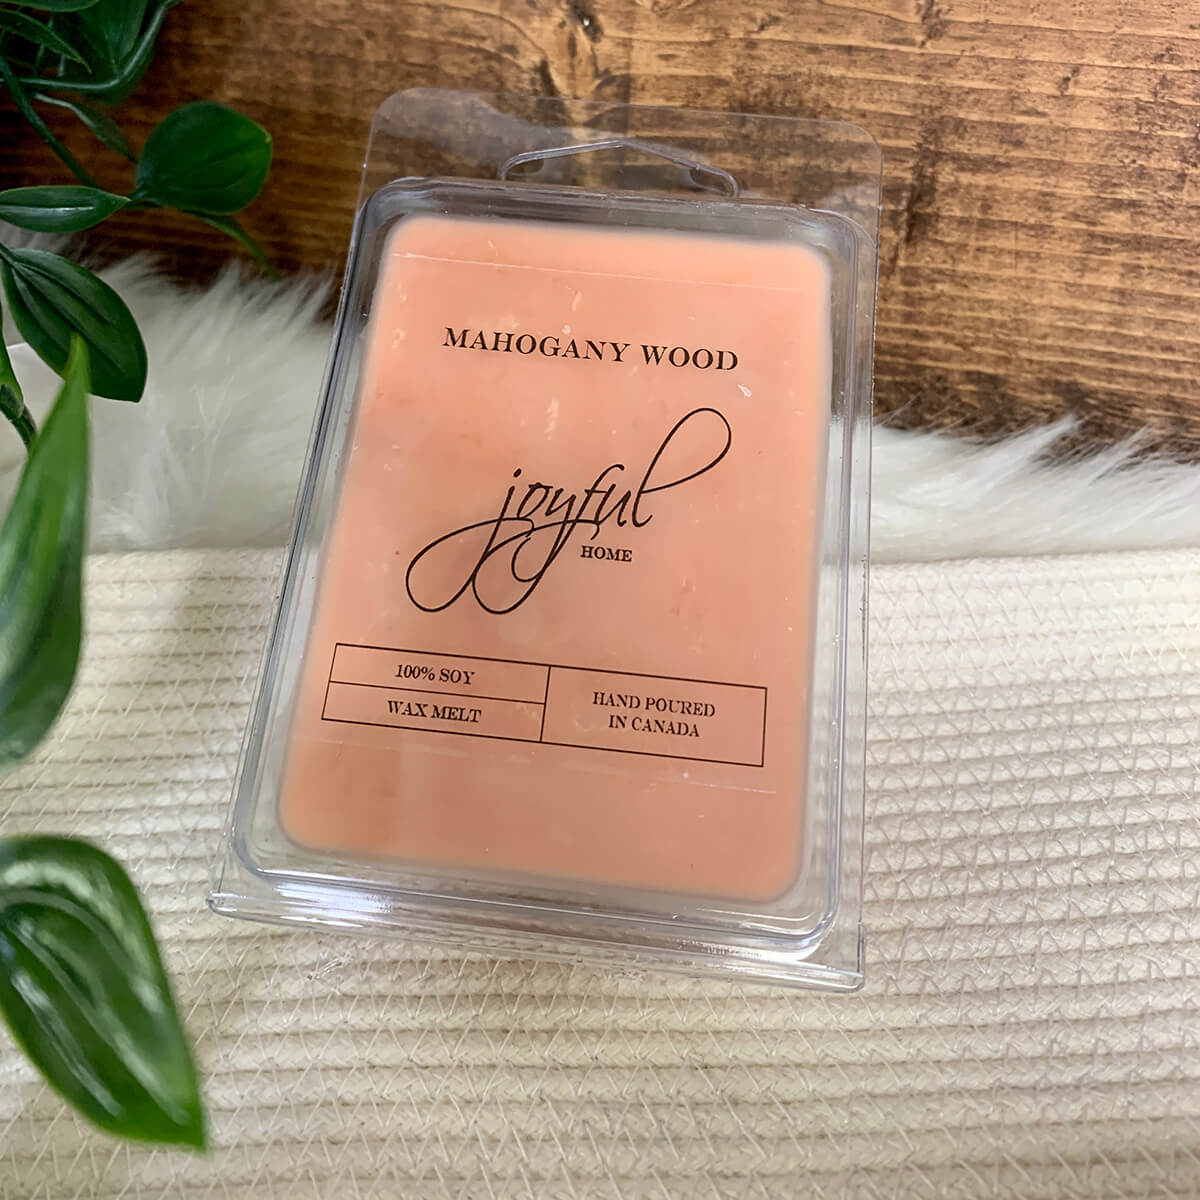 MAHOGANY WOOD
joyful
HOME
100% SOY
WAX MELT
HAND POURED
IN CANADA